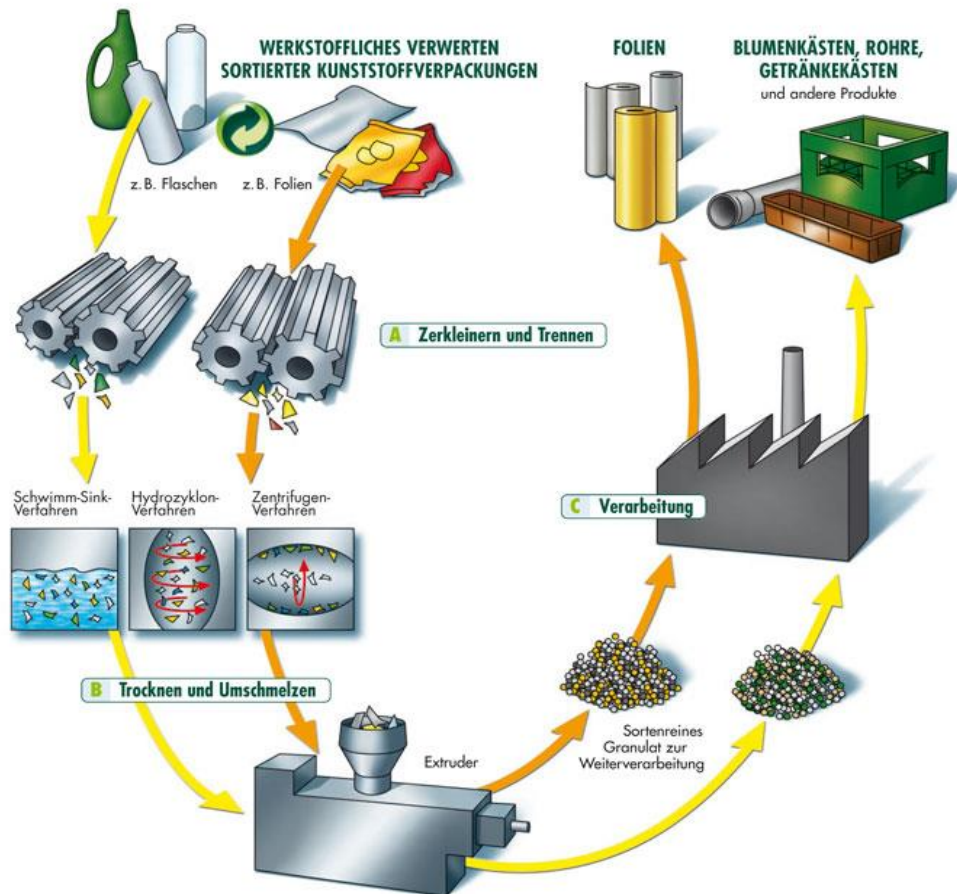 WERKSTOFFLICHES VERWERTEN
SORTIERTER KUNSTSTOFFVERPACKUNGEN
z. B. Flaschen
z. B. Folien
FOLIEN
BLUMENKÄSTEN, ROHRE,
GETRÄNKEKÄSTEN
und andere Produkte
A Zerkleinern und Trennen
Schwimm-Sink-
Verfahren
Hydrozyklon-
Verfahren
Zentrifugen-
Verfahren
C Verarbeitung
B Trocknen und Umschmelzen
Extruder
Sortenreines
Granulat zur
Weiterverarbeitung